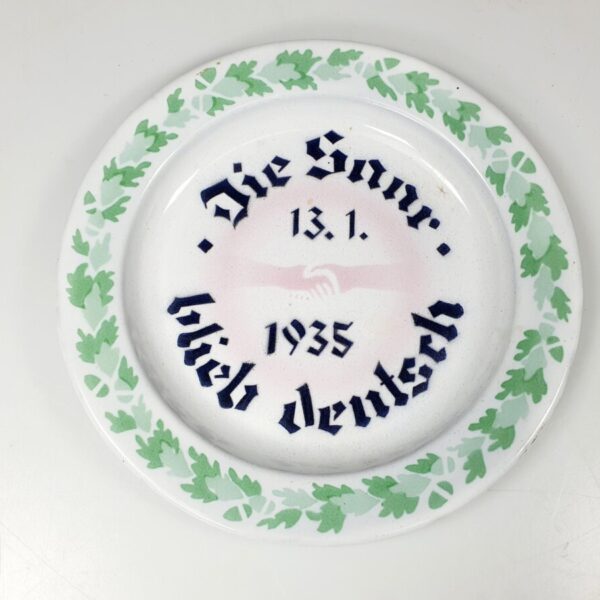 · Die Saar ·
13. 1.
1935
blieb deutsch